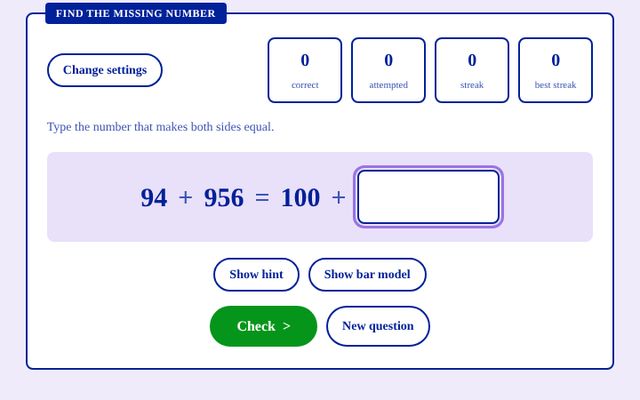 FIND THE MISSING NUMBER
Change settings
0
correct
0
attempted
0
streak
0
best streak
Type the number that makes both sides equal.
94 + 956 = 100 +
Show hint
Show bar model
Check >
New question